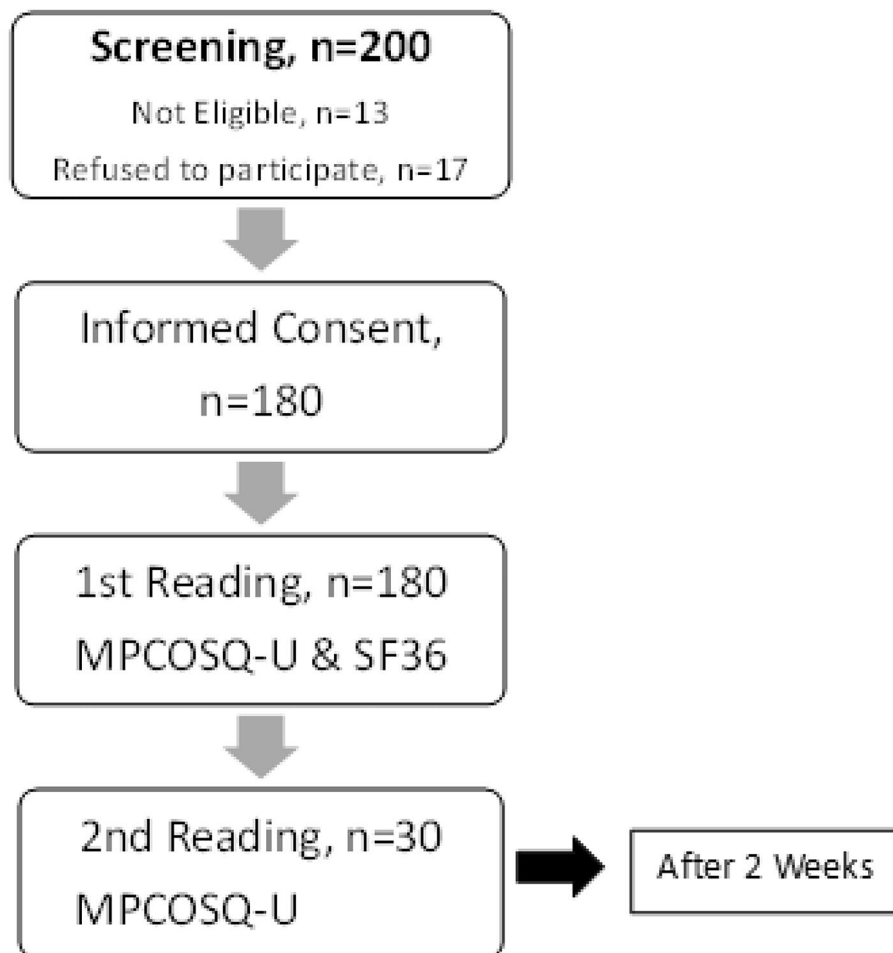 Screening, n=200
Not Eligible, n=13
Refused to participate, n=17
Informed Consent,
n=180
1st Reading, n=180
MPCOSQ-U & SF36
2nd Reading, n=30
MPCOSQ-U
After 2 Weeks